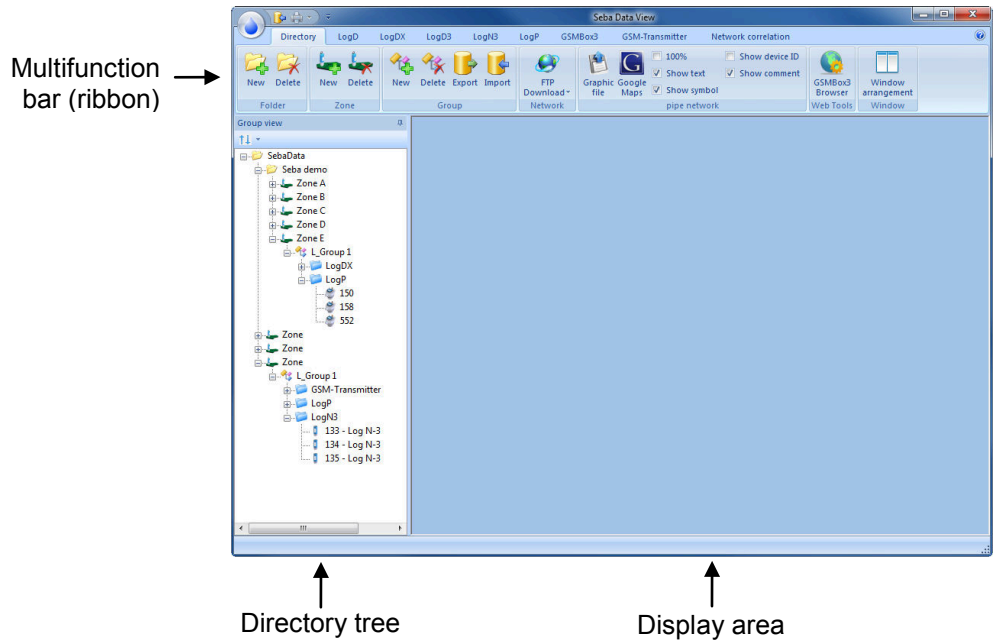 Seba Data View
Directory LogD LogDX LogD3 LogN3 LogP GSMBox3 GSM-Transmitter Network correlation
Multifunction
bar (ribbon)
100% Show device ID
Show text Show comment
Show symbol
New Delete New Delete New Delete Export Import FTP Download Graphic file Google Maps GSMBox3 Browser Window arrangement
Folder Zone Group Network pipe network Web Tools Window
Group view
SebaData
Seba demo
Zone A
Zone B
Zone C
Zone D
Zone E
L_Group 1
LogDX
LogP
150
158
552
Zone
Zone
Zone
L_Group 1
GSM-Transmitter
LogP
LogN3
133 - Log N-3
134 - Log N-3
135 - Log N-3
Directory tree Display area